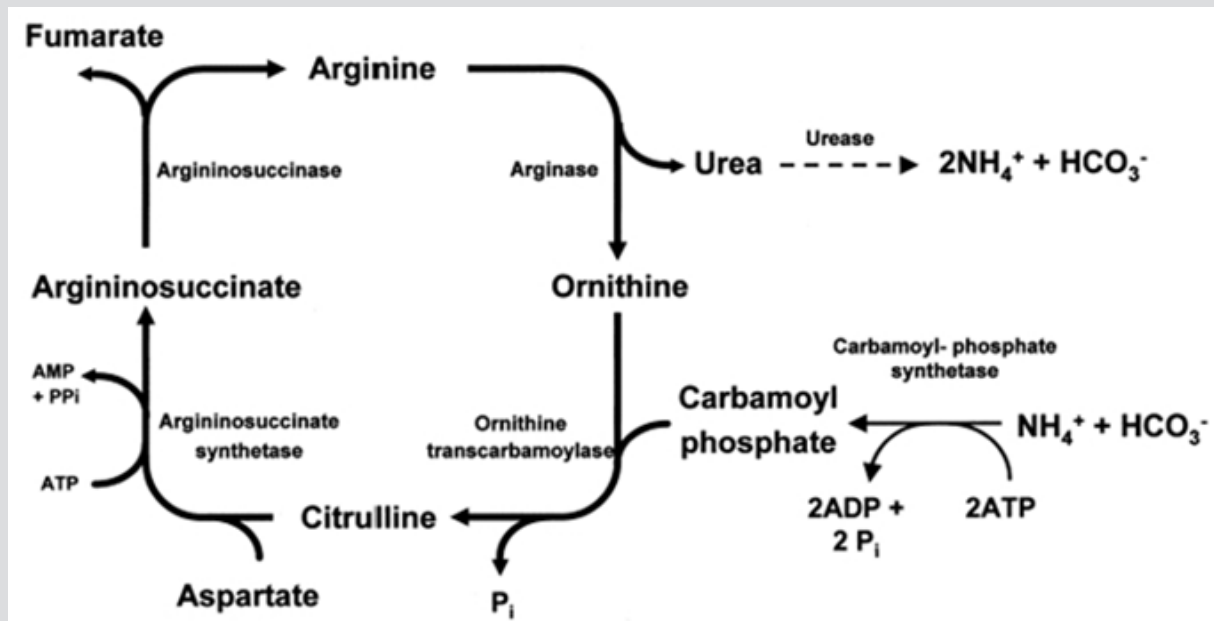 Fumarate
Arginine
Argininosuccinase
Arginase
Urea
Urease
2NH₄⁺ + HCO₃⁻
Argininosuccinate
Ornithine
AMP
+ PPi
ATP
Argininosuccinate
synthetase
Ornithine
transcarbamoylase
Carbamoyl
phosphate
Carbamoyl- phosphate
synthetase
NH₄⁺ + HCO₃⁻
2ADP +
2 Pᵢ
2ATP
Citrulline
Aspartate
Pᵢ